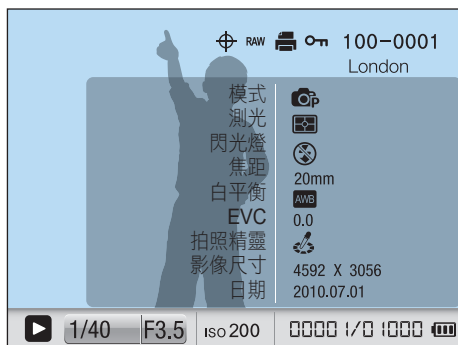 RAW 100-0001
London
模式 P
測光
閃光燈
焦距 20mm
白平衡 AWB
EVC 0.0
拍照精靈
影像尺寸 4592 X 3056
日期 2010.07.01
1/40 F3.5 ISO 200 00001/01000